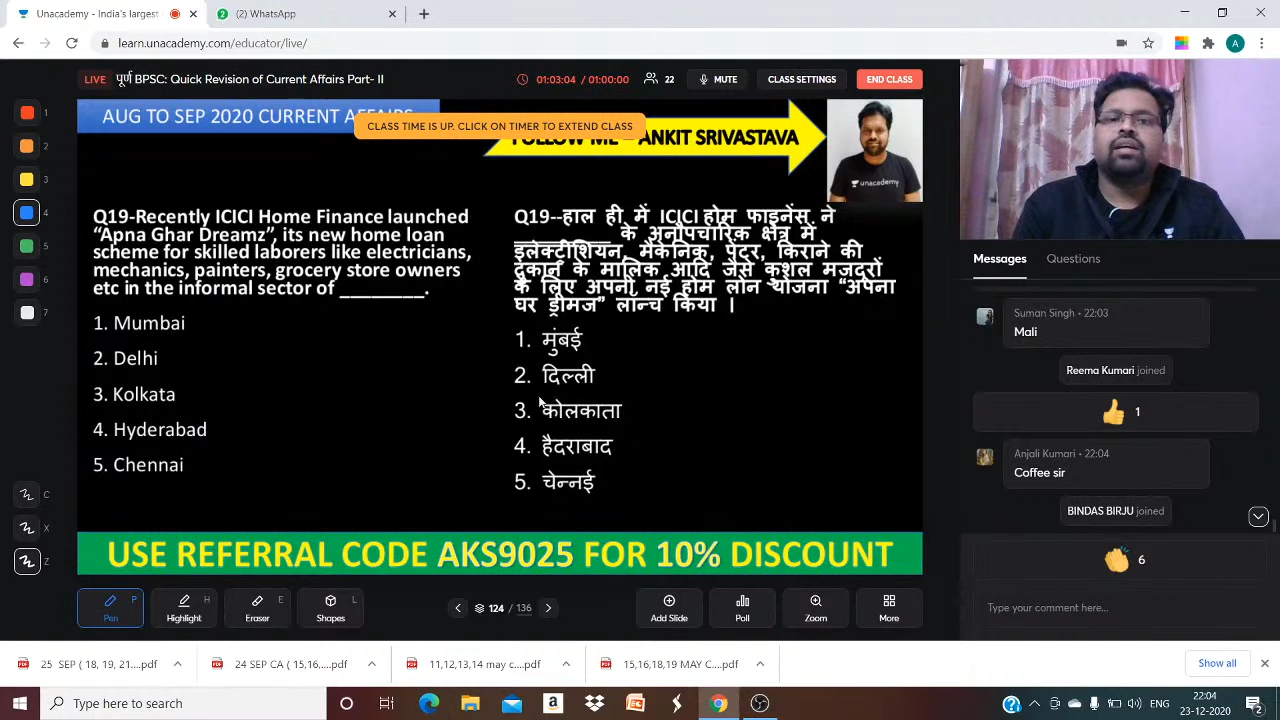 Unacademy - India's largest
(2) WhatsApp
learn.unacademy.com/educator/live/
A
LIVE
पूर्ण BPSC: Quick Revision of Current Affairs Part- II
01:03:04 / 01:00:00
22
MUTE
CLASS SETTINGS
END CLASS
AUG TO SEP 2020 CURRENT AFFAIRS
CLASS TIME IS UP. CLICK ON TIMER TO EXTEND CLASS
FOLLOW ME – ANKIT SRIVASTAVA
unacademy
1
2
3
4
5
6
7
C
X
Z
Q19-Recently ICICI Home Finance launched
“Apna Ghar Dreamz”, its new home loan
scheme for skilled laborers like electricians,
mechanics, painters, grocery store owners
etc in the informal sector of ________.
1. Mumbai
2. Delhi
3. Kolkata
4. Hyderabad
5. Chennai
Q19--हाल ही में ICICI होम फाइनेंस ने
_________ के अनौपचारिक क्षेत्र में
इलेक्ट्रीशियन, मैकेनिक, पेंटर, किराने की
दुकान के मालिक आदि जैसे कुशल मजदूरों
के लिए अपनी नई होम लोन योजना “अपना
घर ड्रीमज” लॉन्च किया ।
1. मुंबई
2. दिल्ली
3. कोलकाता
4. हैदराबाद
5. चेन्नई
USE REFERRAL CODE AKS9025 FOR 10% DISCOUNT
Messages
Questions
Suman Singh • 22:03
Mali
Reema Kumari joined
1
Anjali Kumari • 22:04
Coffee sir
BINDAS BIRJU joined
6
Type your comment here...
Pen
P
Highlight
H
Eraser
E
Shapes
L
124 / 136
Add Slide
Poll
Zoom
More
25 SEP ( 18, 19, 21....pdf
24 SEP CA ( 15,16,....pdf
11,12,13,14 may c....pdf
15,16,18,19 MAY C....pdf
Show all
Type here to search
ENG
22:04
23-12-2020
2